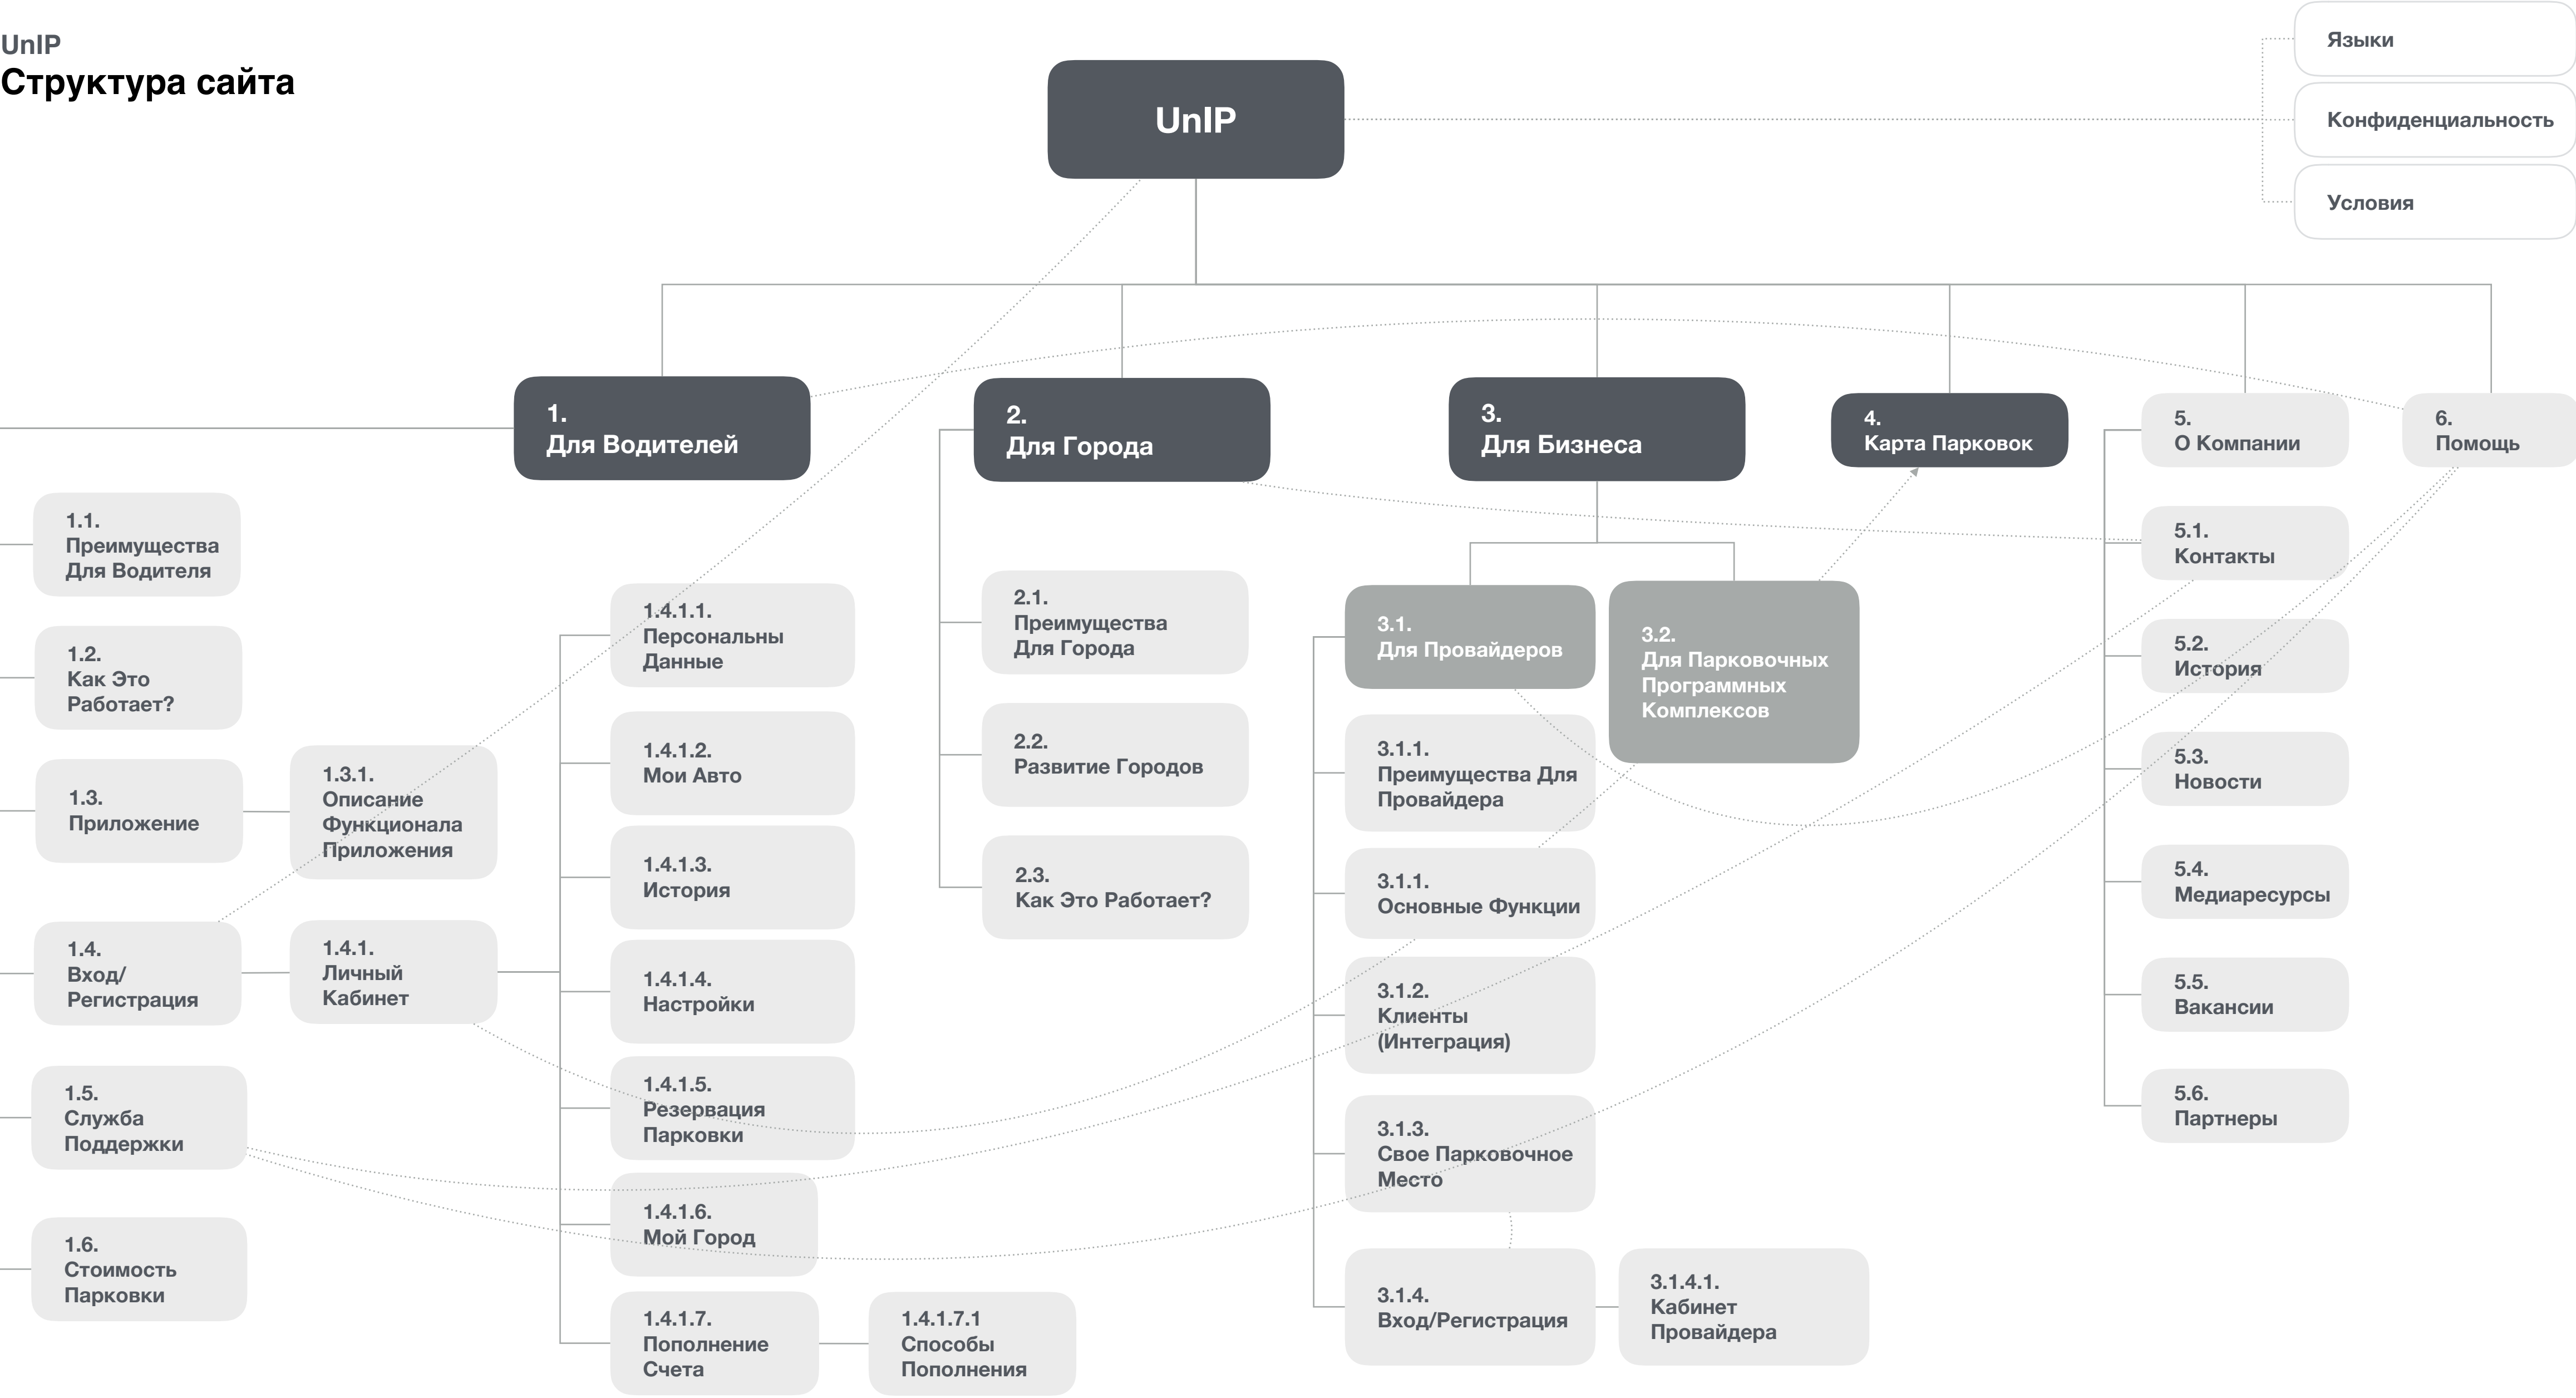 UnIP
Структура сайта
UnIP
Языки
Конфиденциальность
Условия
1.
Для Водителей
2.
Для Города
3.
Для Бизнеса
4.
Карта Парковок
5.
О Компании
6.
Помощь
1.1.
Преимущества
Для Водителя
1.2.
Как Это
Работает?
1.3.
Приложение
1.3.1.
Описание
Функционала
Приложения
1.4.
Вход/
Регистрация
1.4.1.
Личный
Кабинет
1.5.
Служба
Поддержки
1.6.
Стоимость
Парковки
1.4.1.1.
Персональны
Данные
1.4.1.2.
Мои Авто
1.4.1.3.
История
1.4.1.4.
Настройки
1.4.1.5.
Резервация
Парковки
1.4.1.6.
Мой Город
1.4.1.7.
Пополнение
Счета
1.4.1.7.1
Способы
Пополнения
2.1.
Преимущества
Для Города
2.2.
Развитие Городов
2.3.
Как Это Работает?
3.1.
Для Провайдеров
3.2.
Для Парковочных
Программных
Комплексов
3.1.1.
Преимущества Для
Провайдера
3.1.1.
Основные Функции
3.1.2.
Клиенты
(Интеграция)
3.1.3.
Свое Парковочное
Место
3.1.4.
Вход/Регистрация
3.1.4.1.
Кабинет
Провайдера
5.1.
Контакты
5.2.
История
5.3.
Новости
5.4.
Медиаресурсы
5.5.
Вакансии
5.6.
Партнеры